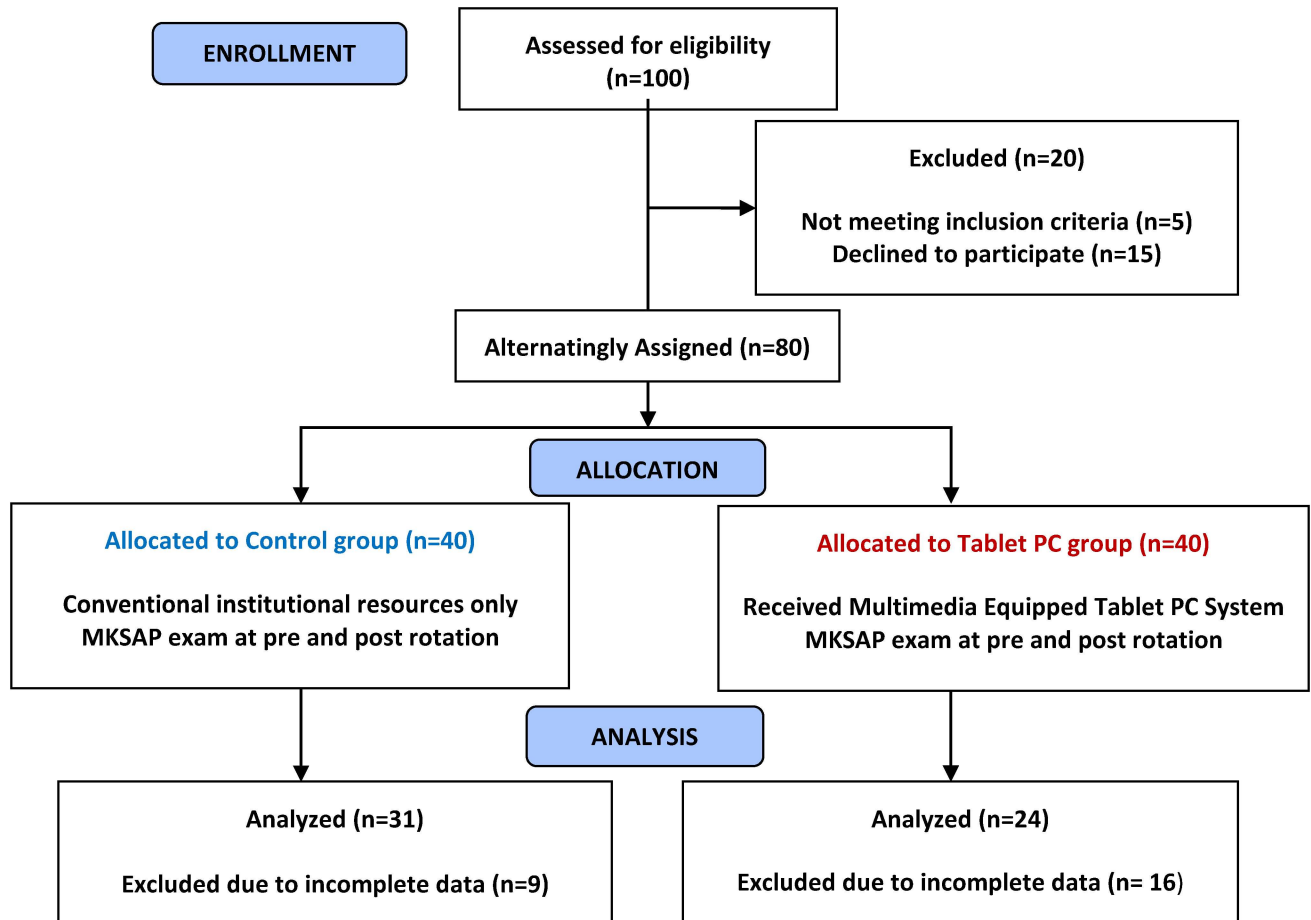 ENROLLMENT
Assessed for eligibility
(n=100)
Excluded (n=20)
Not meeting inclusion criteria (n=5)
Declined to participate (n=15)
Alternatingly Assigned (n=80)
ALLOCATION
Allocated to Control group (n=40)
Conventional institutional resources only
MKSAP exam at pre and post rotation
Allocated to Tablet PC group (n=40)
Received Multimedia Equipped Tablet PC System
MKSAP exam at pre and post rotation
ANALYSIS
Analyzed (n=31)
Excluded due to incomplete data (n=9)
Analyzed (n=24)
Excluded due to incomplete data (n= 16)